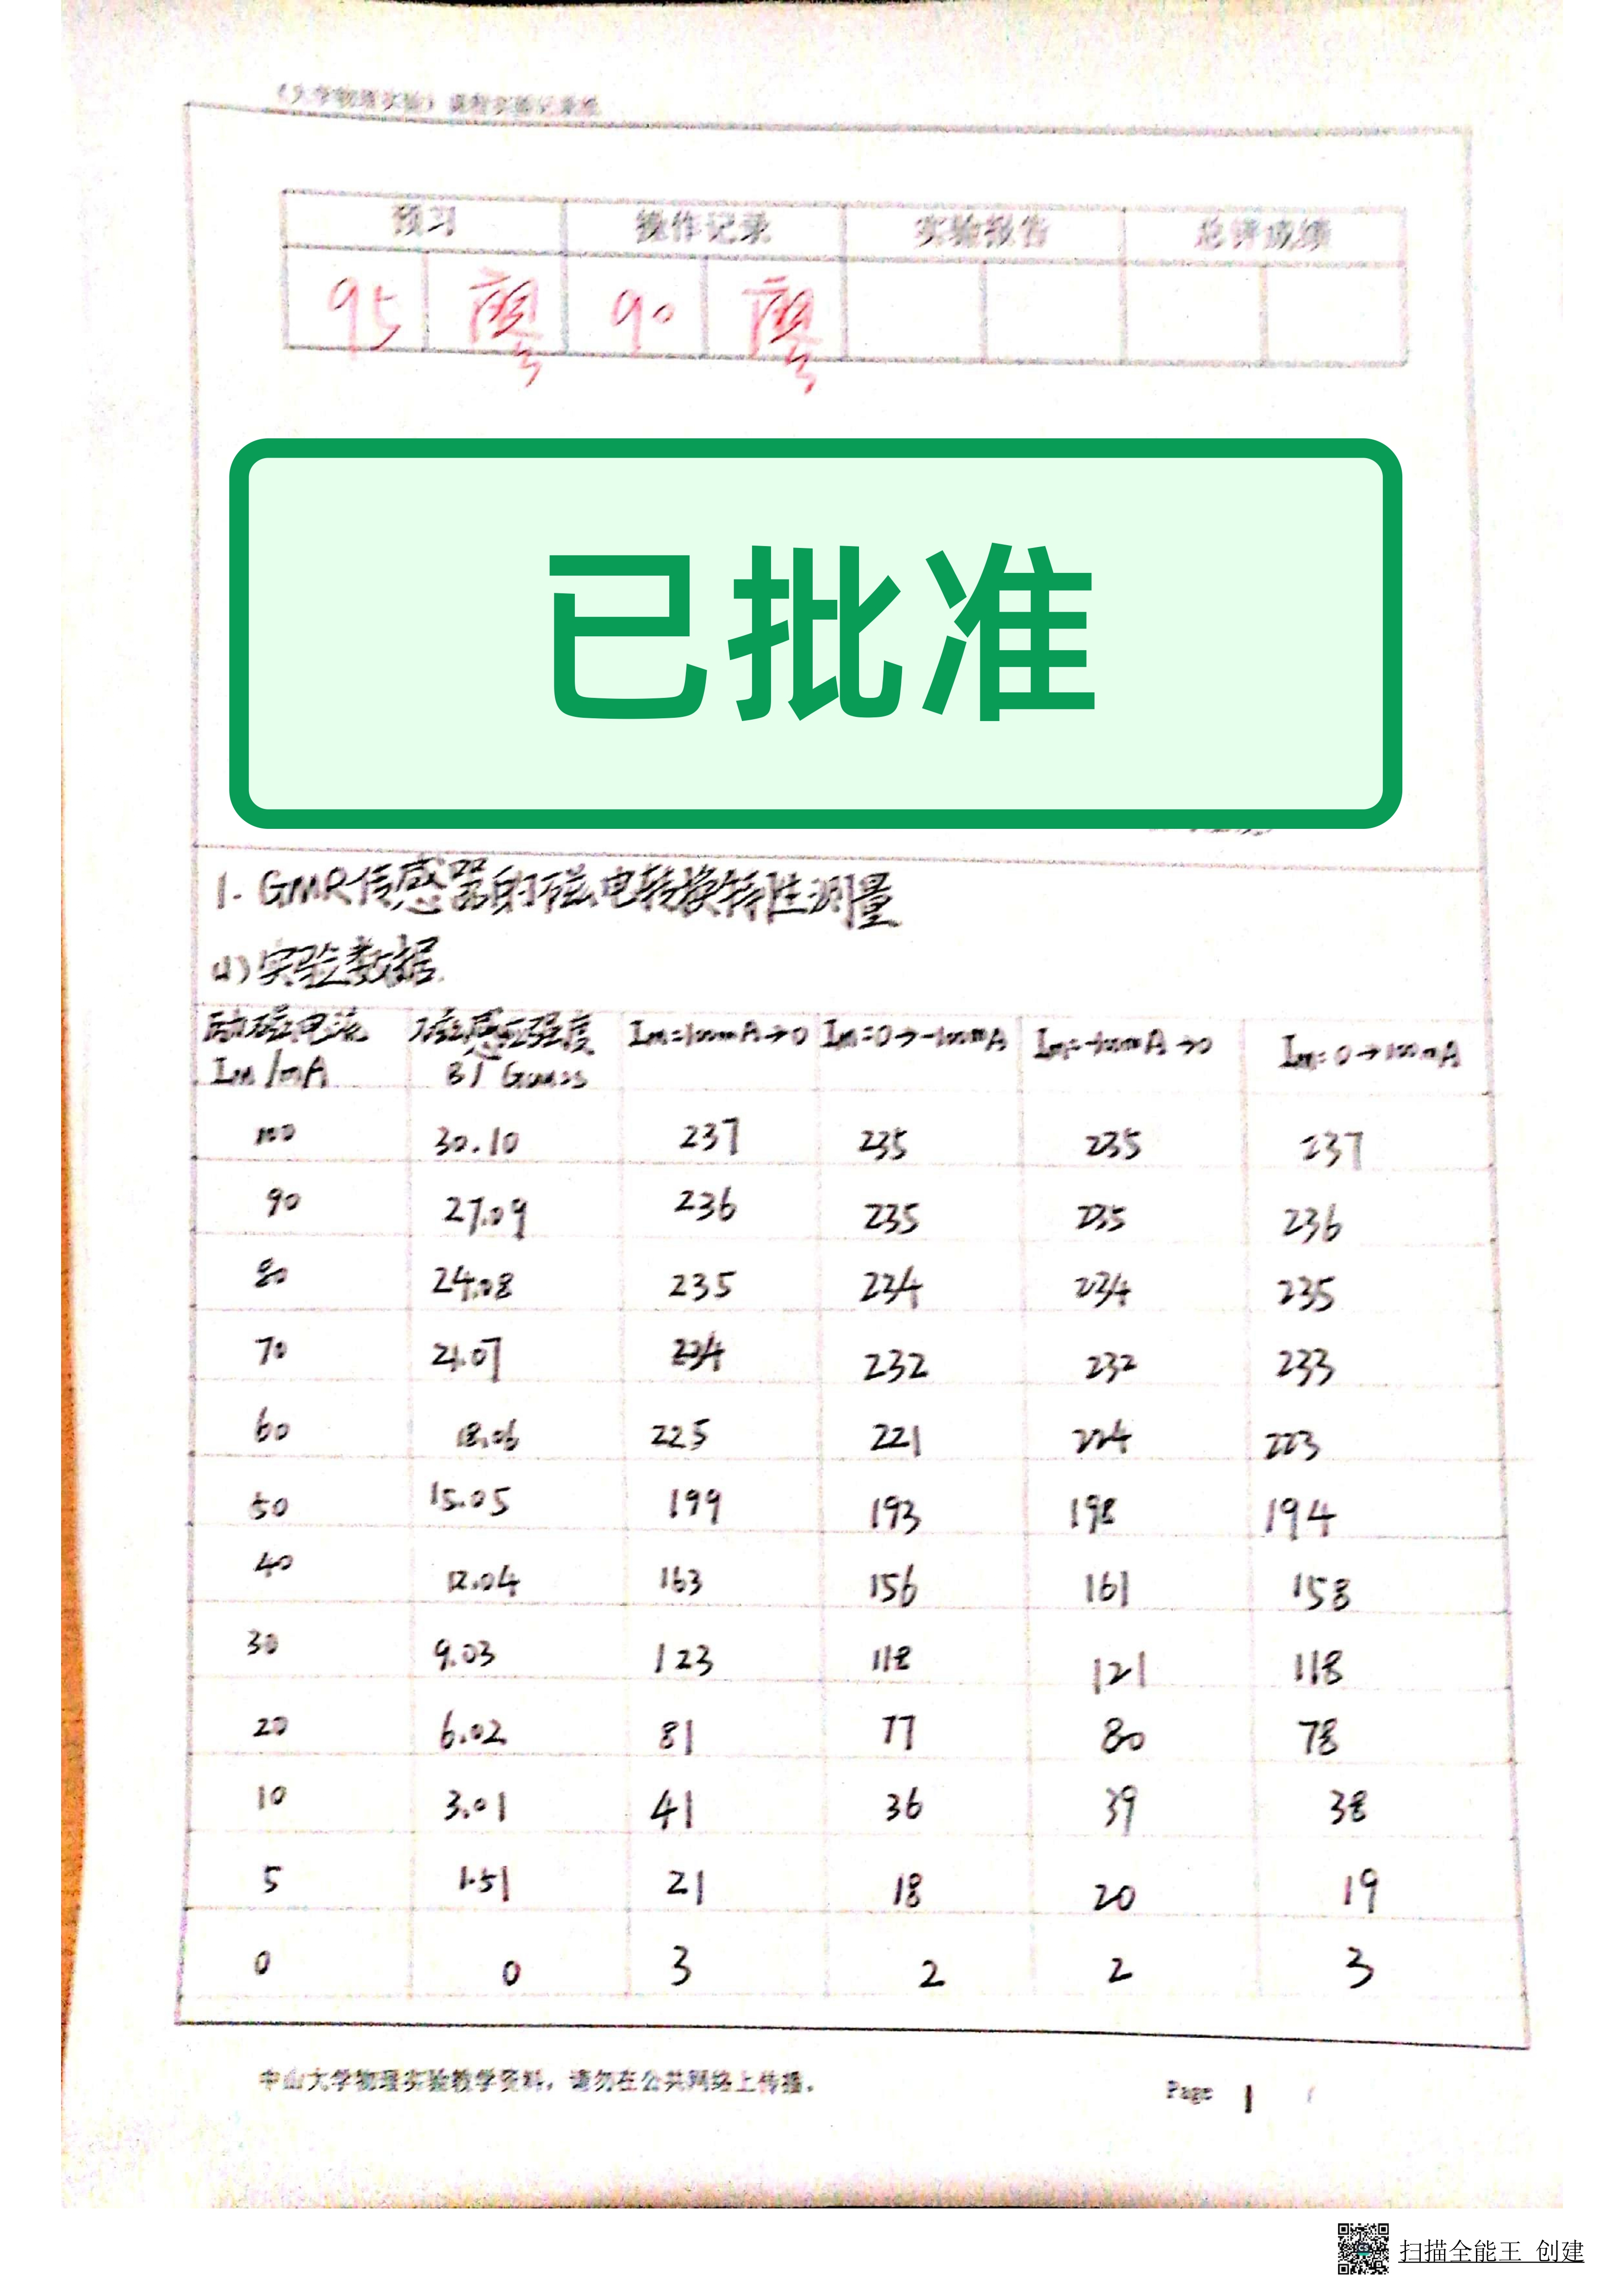 《大学物理实验》课程实验记录纸
预习 操作记录 实验报告 总评成绩
95 廖 90 廖
已批准
1. GMR传感器的磁电转换特性测量
(1) 实验数据
励磁电流 磁感应强度 Im=100mA→0 Im=0→-100mA Im=-100mA→0 Im=0→100mA
Im/mA B/Gauss
100 30.10 237 235 235 237
90 27.09 236 235 235 236
80 24.08 235 234 234 235
70 21.07 234 232 232 233
60 18.06 225 221 224 223
50 15.05 199 193 198 194
40 12.04 163 156 161 158
30 9.03 123 118 121 118
20 6.02 81 77 80 78
10 3.01 41 36 39 38
5 1.51 21 18 20 19
0 0 3 2 2 3
中山大学物理实验教学资料，请勿在公共网络上传播。
Page 1
扫描全能王 创建